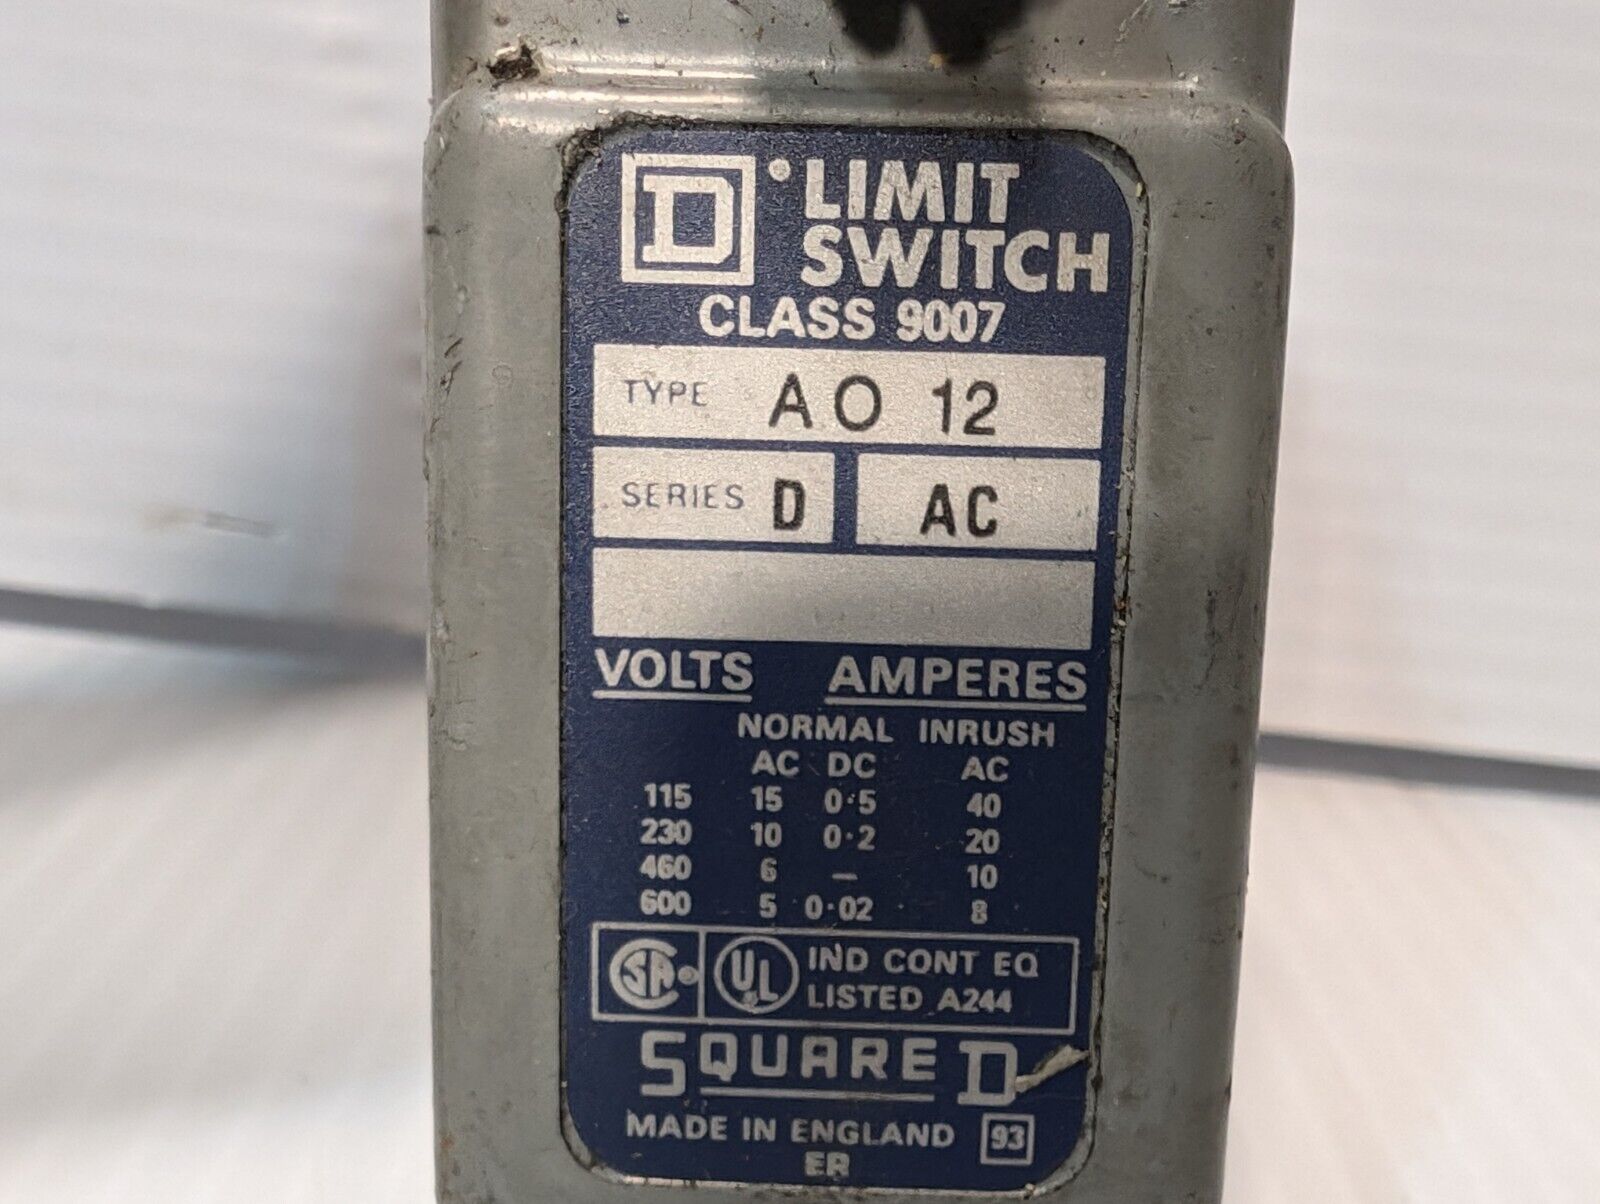 D LIMIT
SWITCH
CLASS 9007
TYPE AO 12
SERIES D AC
VOLTS AMPERES
NORMAL INRUSH
AC DC AC
115 15 0·5 40
230 10 0·2 20
460 6 – 10
600 5 0·02 8
CSA UL IND CONT EQ
LISTED A244
SQUARE D
MADE IN ENGLAND 93
ER